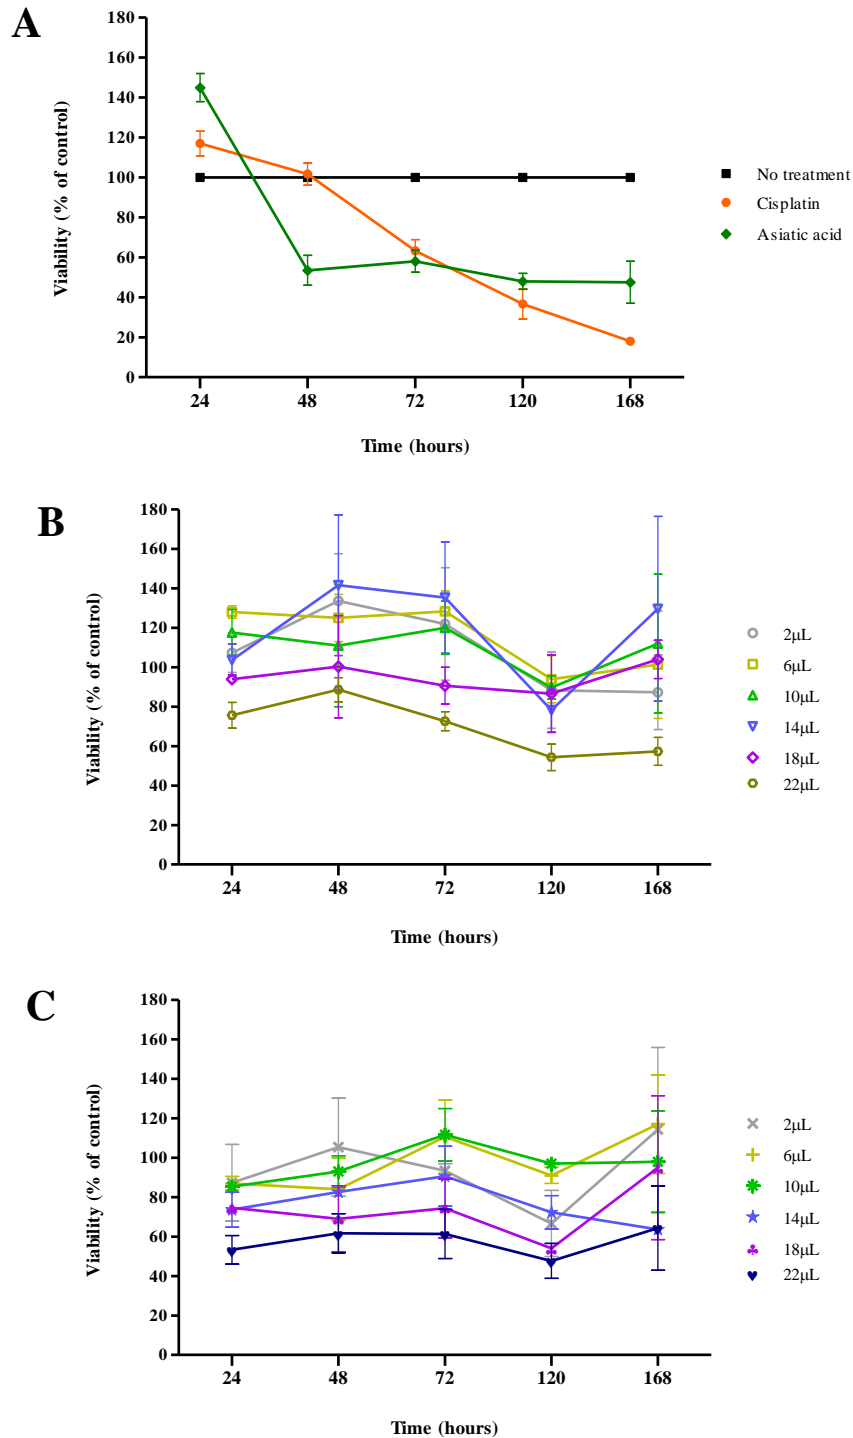 A
180
160
140
120
100
80
60
40
20
0
Viability (% of control)
24 48 72 120 168
Time (hours)
No treatment
Cisplatin
Asiatic acid
B
180
160
140
120
100
80
60
40
20
0
Viability (% of control)
24 48 72 120 168
Time (hours)
2μL
6μL
10μL
14μL
18μL
22μL
C
180
160
140
120
100
80
60
40
20
0
Viability (% of control)
24 48 72 120 168
Time (hours)
2μL
6μL
10μL
14μL
18μL
22μL